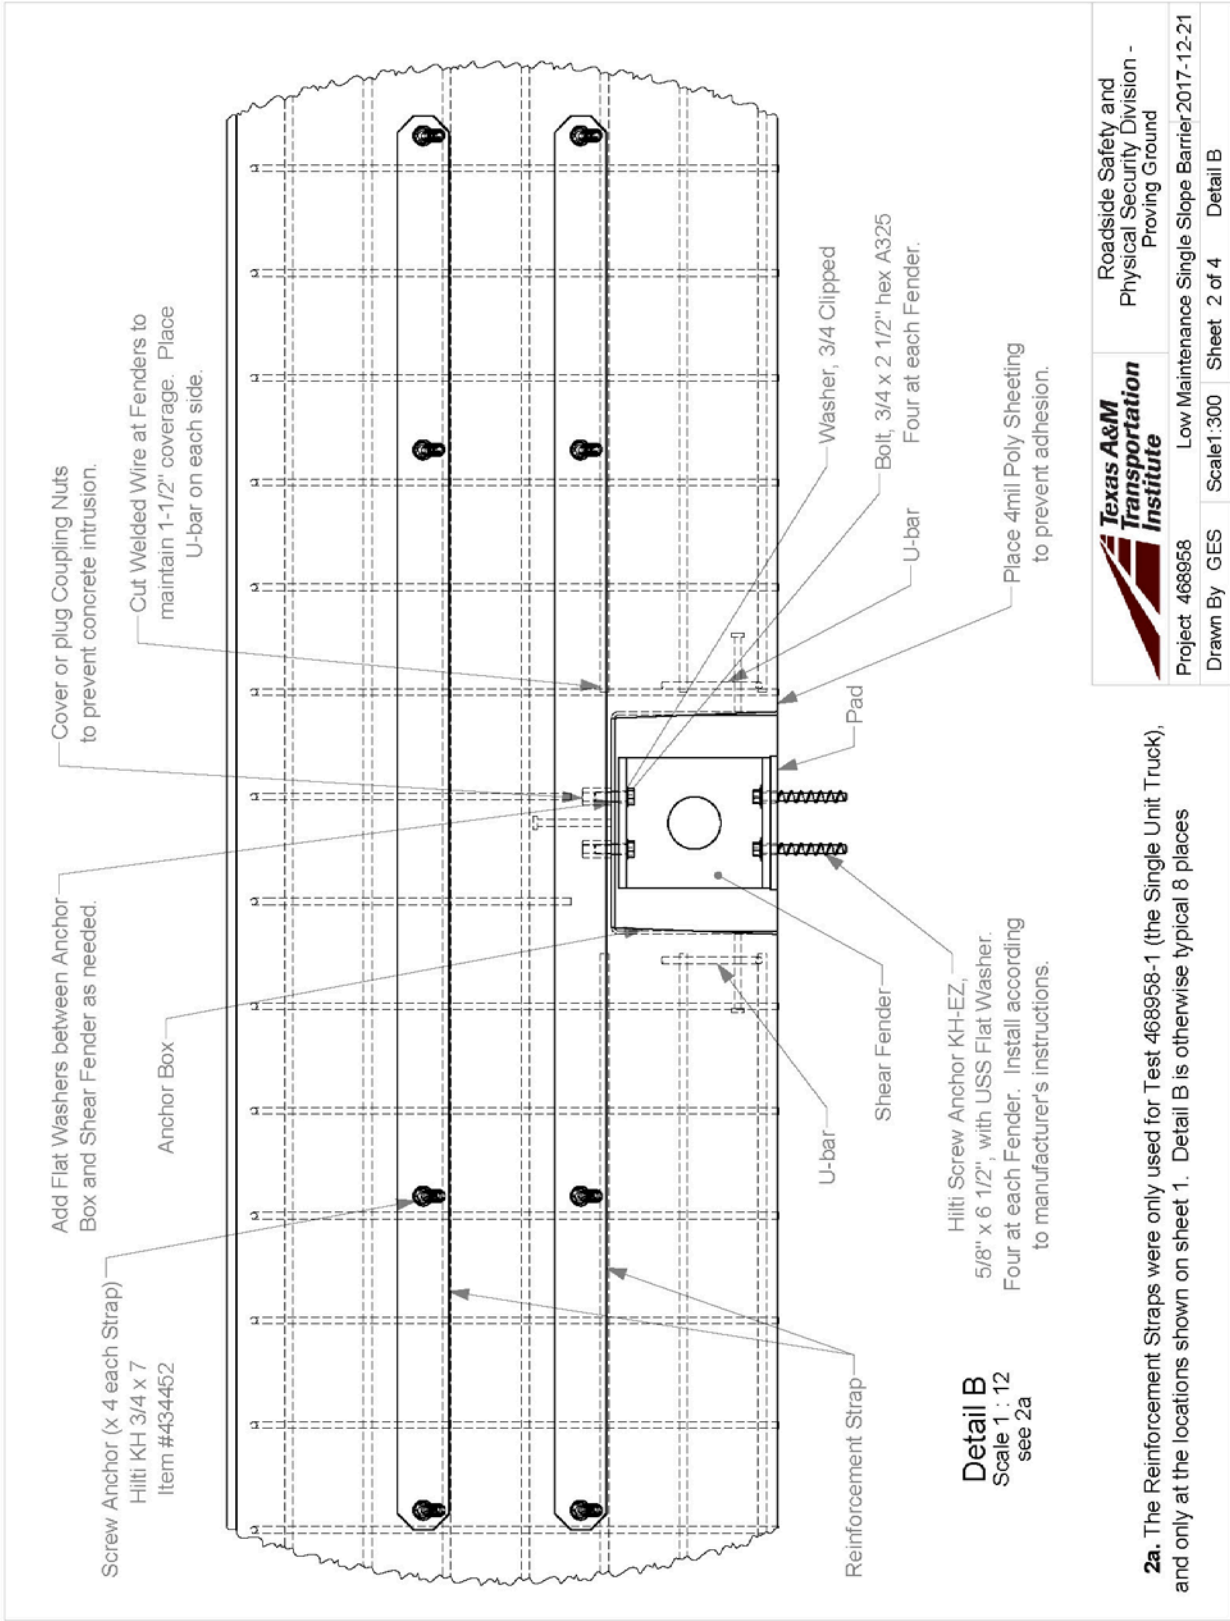 Cover or plug Coupling Nuts
to prevent concrete intrusion.
Add Flat Washers between Anchor
Box and Shear Fender as needed.
Cut Welded Wire at Fenders to
maintain 1-1/2" coverage. Place
U-bar on each side.
Screw Anchor (x 4 each Strap)
Hilti KH 3/4 x 7
Item #434452
Anchor Box
Washer, 3/4 Clipped
Bolt, 3/4 x 2 1/2" hex A325
Four at each Fender.
U-bar
Place 4mil Poly Sheeting
to prevent adhesion.
Pad
Shear Fender
U-bar
Hilti Screw Anchor KH-EZ,
5/8" x 6 1/2", with USS Flat Washer.
Four at each Fender. Install according
to manufacturer's instructions.
Reinforcement Strap
Detail B
Scale 1 : 12
see 2a
2a. The Reinforcement Straps were only used for Test 468958-1 (the Single Unit Truck),
and only at the locations shown on sheet 1. Detail B is otherwise typical 8 places
Texas A&M
Transportation
Institute
Roadside Safety and
Physical Security Division -
Proving Ground
Project 468958 Low Maintenance Single Slope Barrier 2017-12-21
Drawn By GES Scale1:300 Sheet 2 of 4 Detail B